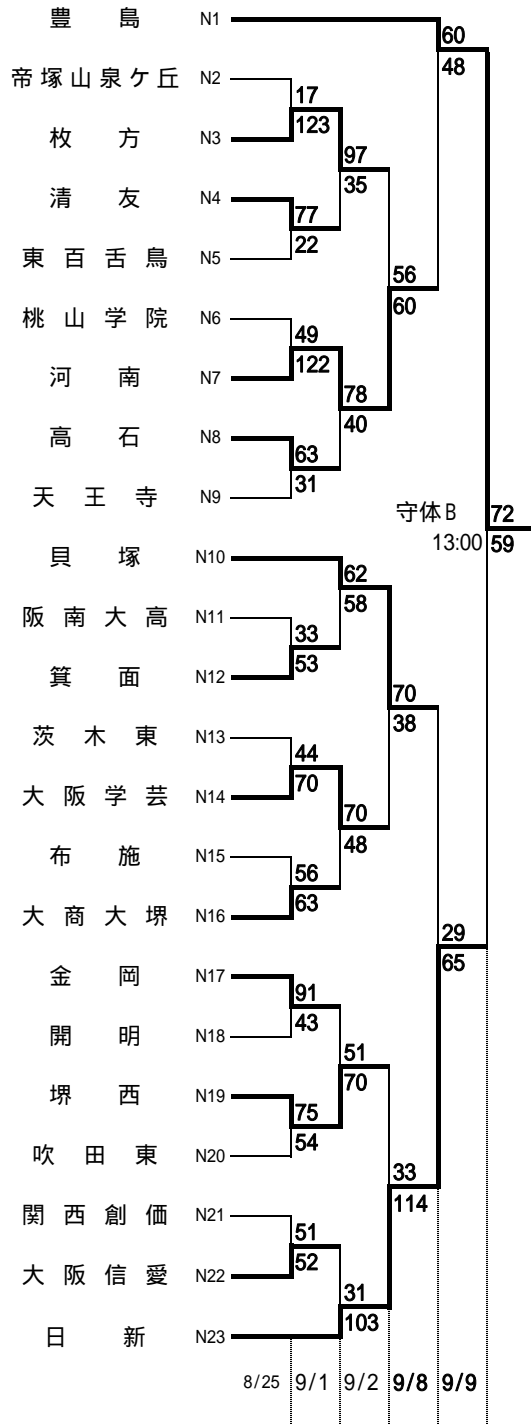 豊島 N1
帝塚山泉ケ丘 N2
枚方 N3
清友 N4
東百舌鳥 N5
桃山学院 N6
河南 N7
高石 N8
天王寺 N9
貝塚 N10
阪南大高 N11
箕面 N12
茨木東 N13
大阪学芸 N14
布施 N15
大商大堺 N16
金岡 N17
開明 N18
堺西 N19
吹田東 N20
関西創価 N21
大阪信愛 N22
日新 N23
17
123
77
22
49
122
63
31
33
53
44
70
56
63
91
43
75
54
51
52
97
35
78
40
62
58
70
48
51
70
31
103
56
60
70
38
33
114
60
48
29
65
守体B
13:00
72
59
8/25 9/1 9/2 9/8 9/9